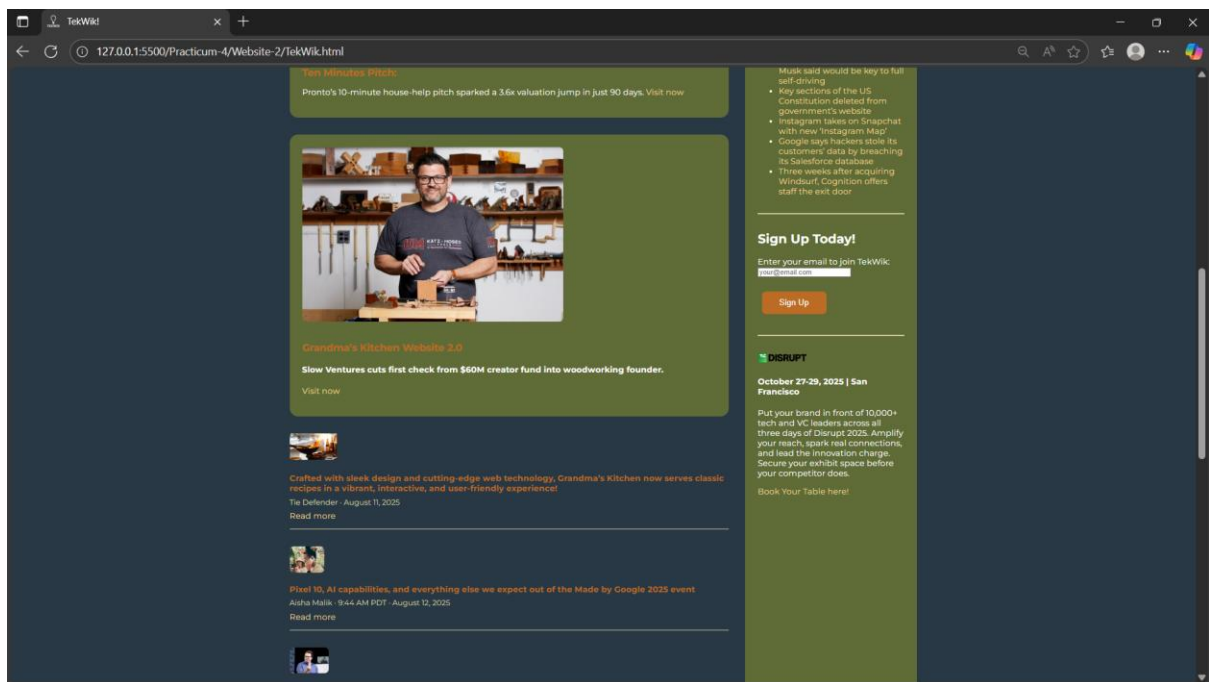 TekWik!
127.0.0.1:5500/Practicum-4/Website-2/TekWik.html
Ten Minutes Pitch:
Pronto's 10-minute house-help pitch sparked a 3.6x valuation jump in just 90 days. Visit now
Grandma's Kitchen Website 2.0
Slow Ventures cuts first check from $60M creator fund into woodworking founder.
Visit now
Crafted with sleek design and cutting-edge web technology, Grandma's Kitchen now serves classic
recipes in a vibrant, interactive, and user-friendly experience!
Tie Defender · August 11, 2025
Read more
Pixel 10, AI capabilities, and everything else we expect out of the Made by Google 2025 event
Aisha Malik · 9:44 AM PDT · August 12, 2025
Read more
Musk said would be key to full
self-driving
Key sections of the US
Constitution deleted from
government's website
Instagram takes on Snapchat
with new 'Instagram Map'
Google says hackers stole its
customers' data by breaching
its Salesforce database
Three weeks after acquiring
Windsurf, Cognition offers
staff the exit door
Sign Up Today!
Enter your email to join TekWik:
your@email.com
Sign Up
DISRUPT
October 27-29, 2025 | San
Francisco
Put your brand in front of 10,000+
tech and VC leaders across all
three days of Disrupt 2025. Amplify
your reach, spark real connections,
and lead the innovation charge.
Secure your exhibit space before
your competitor does.
Book Your Table here!